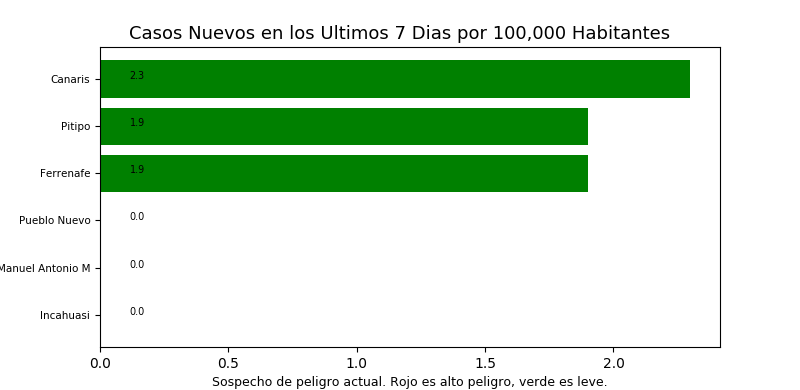 Casos Nuevos en los Ultimos 7 Dias por 100,000 Habitantes
Canaris 2.3
Pitipo 1.9
Ferrenafe 1.9
Pueblo Nuevo 0.0
Manuel Antonio M 0.0
Incahuasi 0.0
0.0 0.5 1.0 1.5 2.0
Sospecho de peligro actual. Rojo es alto peligro, verde es leve.